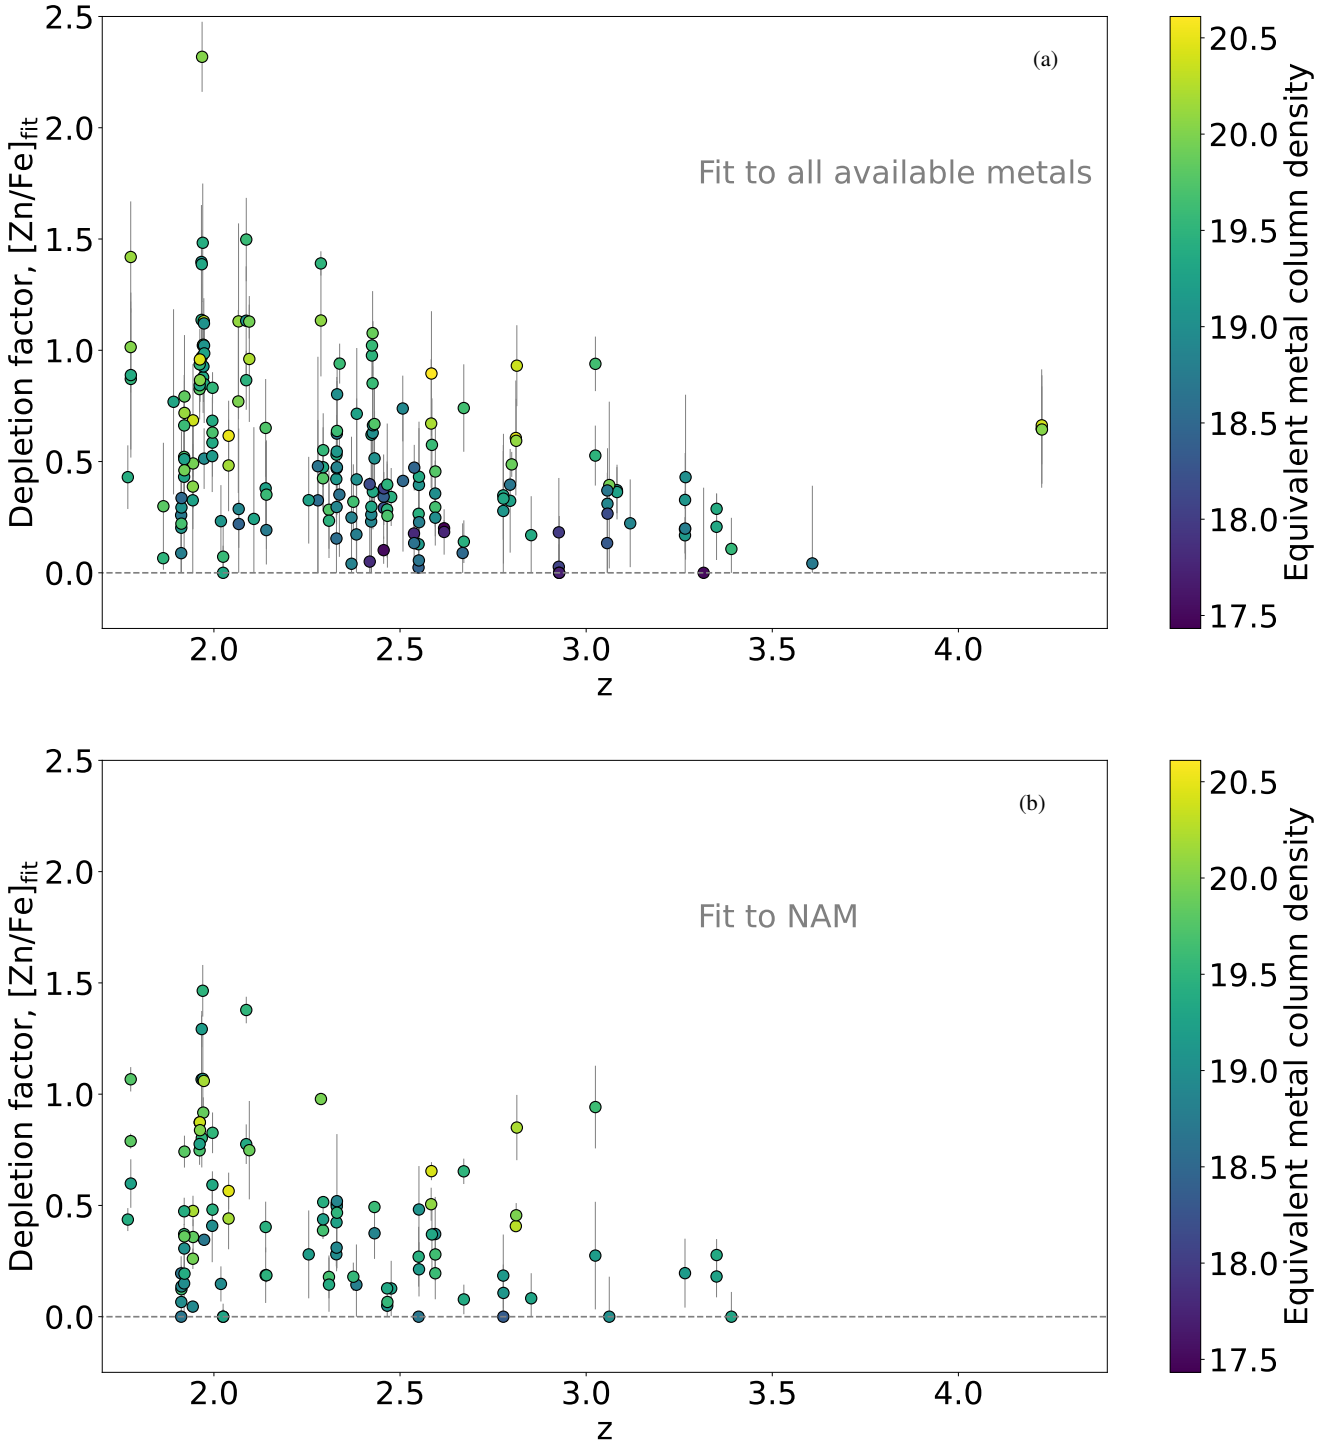 2.5
2.0
1.5
1.0
0.5
0.0
Depletion factor, [Zn/Fe]fit
(a)
Fit to all available metals
2.0 2.5 3.0 3.5 4.0
z
20.5
20.0
19.5
19.0
18.5
18.0
17.5
Equivalent metal column density
2.5
2.0
1.5
1.0
0.5
0.0
Depletion factor, [Zn/Fe]fit
(b)
Fit to NAM
2.0 2.5 3.0 3.5 4.0
z
20.5
20.0
19.5
19.0
18.5
18.0
17.5
Equivalent metal column density